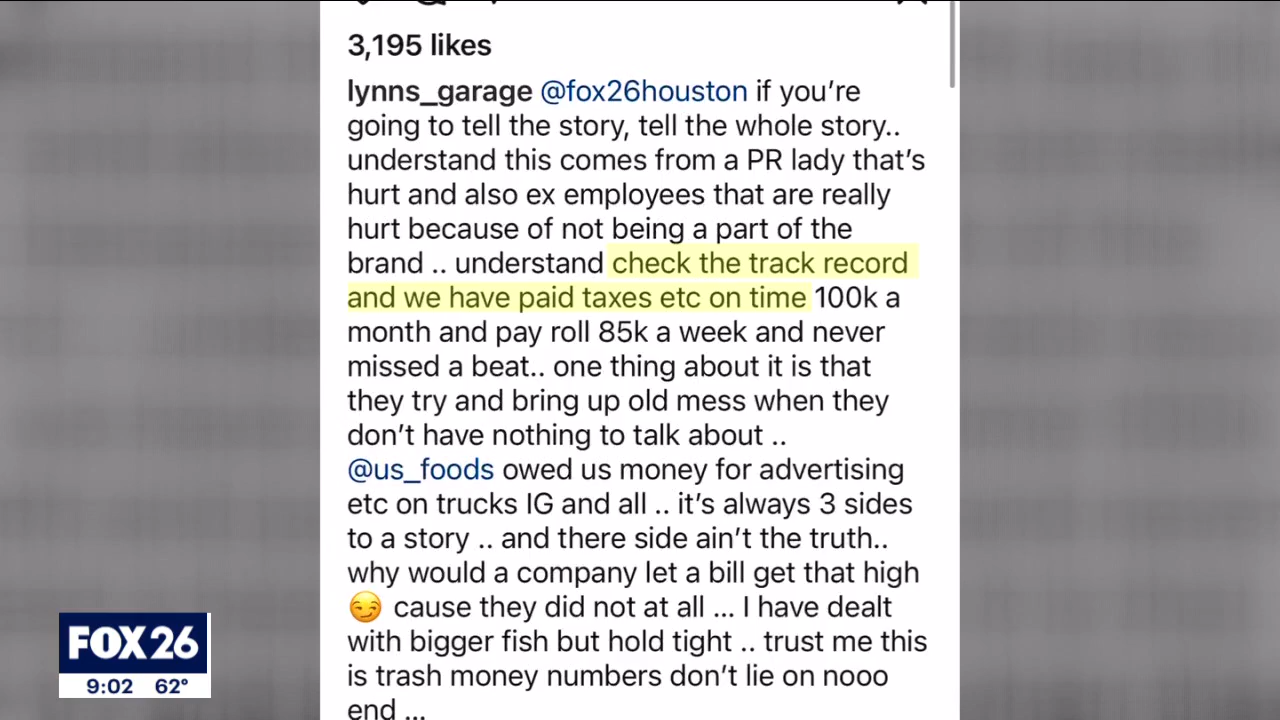 3,195 likes
lynns_garage @fox26houston if you’re
going to tell the story, tell the whole story..
understand this comes from a PR lady that’s
hurt and also ex employees that are really
hurt because of not being a part of the
brand .. understand check the track record
and we have paid taxes etc on time 100k a
month and pay roll 85k a week and never
missed a beat.. one thing about it is that
they try and bring up old mess when they
don’t have nothing to talk about ..
@us_foods owed us money for advertising
etc on trucks IG and all .. it’s always 3 sides
to a story .. and there side ain’t the truth..
why would a company let a bill get that high
😏 cause they did not at all ... I have dealt
with bigger fish but hold tight .. trust me this
is trash money numbers don’t lie on nooo
end ...
FOX 26
9:02 62°